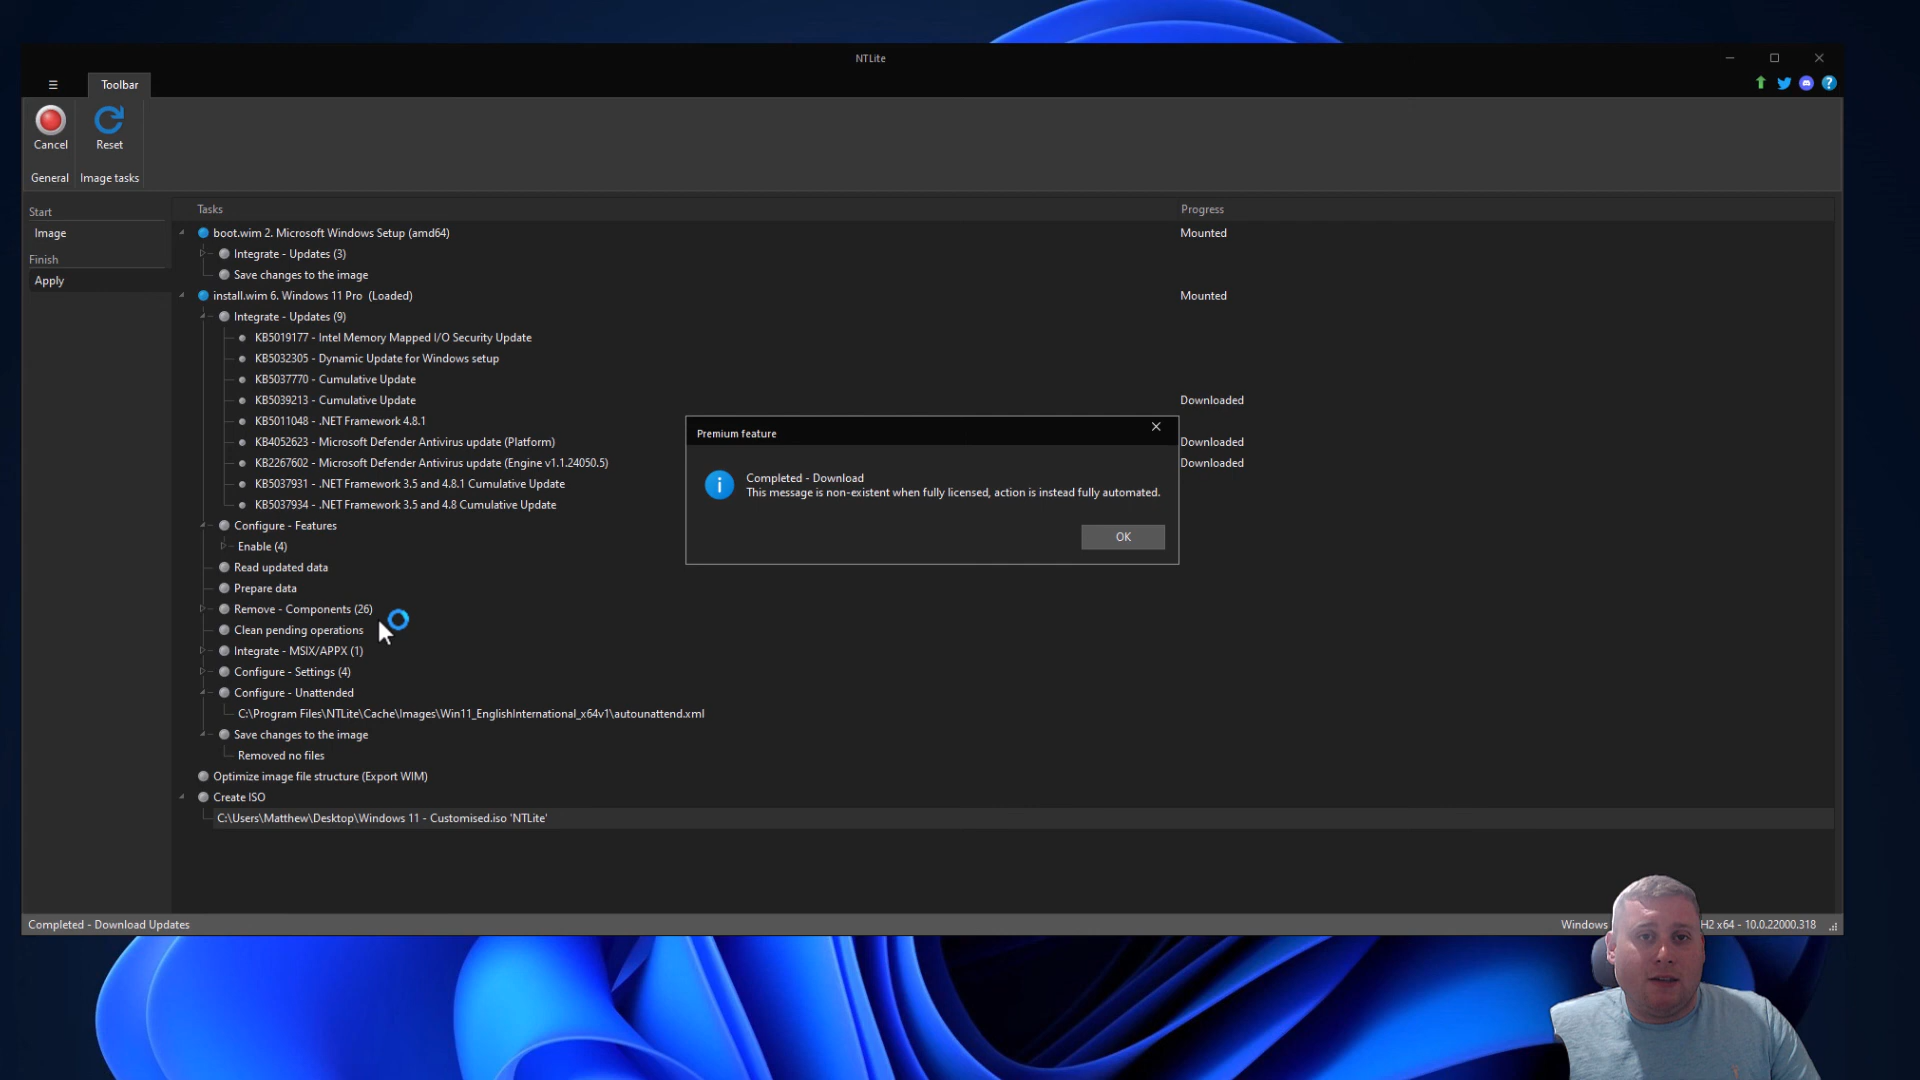 NTLite
Toolbar
Cancel
Reset
General
Image tasks
Start
Image
Finish
Apply
Tasks
Progress
boot.wim 2. Microsoft Windows Setup (amd64)
Mounted
Integrate - Updates (3)
Save changes to the image
install.wim 6. Windows 11 Pro (Loaded)
Mounted
Integrate - Updates (9)
KB5019177 - Intel Memory Mapped I/O Security Update
KB5032305 - Dynamic Update for Windows setup
KB5037770 - Cumulative Update
KB5039213 - Cumulative Update
Downloaded
KB5011048 - .NET Framework 4.8.1
KB4052623 - Microsoft Defender Antivirus update (Platform)
Downloaded
KB2267602 - Microsoft Defender Antivirus update (Engine v1.1.24050.5)
Downloaded
KB5037931 - .NET Framework 3.5 and 4.8.1 Cumulative Update
KB5037934 - .NET Framework 3.5 and 4.8 Cumulative Update
Configure - Features
Enable (4)
Read updated data
Prepare data
Remove - Components (26)
Clean pending operations
Integrate - MSIX/APPX (1)
Configure - Settings (4)
Configure - Unattended
C:\Program Files\NTLite\Cache\Images\Win11_EnglishInternational_x64v1\autounattend.xml
Save changes to the image
Removed no files
Optimize image file structure (Export WIM)
Create ISO
C:\Users\Matthew\Desktop\Windows 11 - Customised.iso 'NTLite'
Premium feature
Completed - Download
This message is non-existent when fully licensed, action is instead fully automated.
OK
Completed - Download Updates
Windows
H2 x64 - 10.0.22000.318